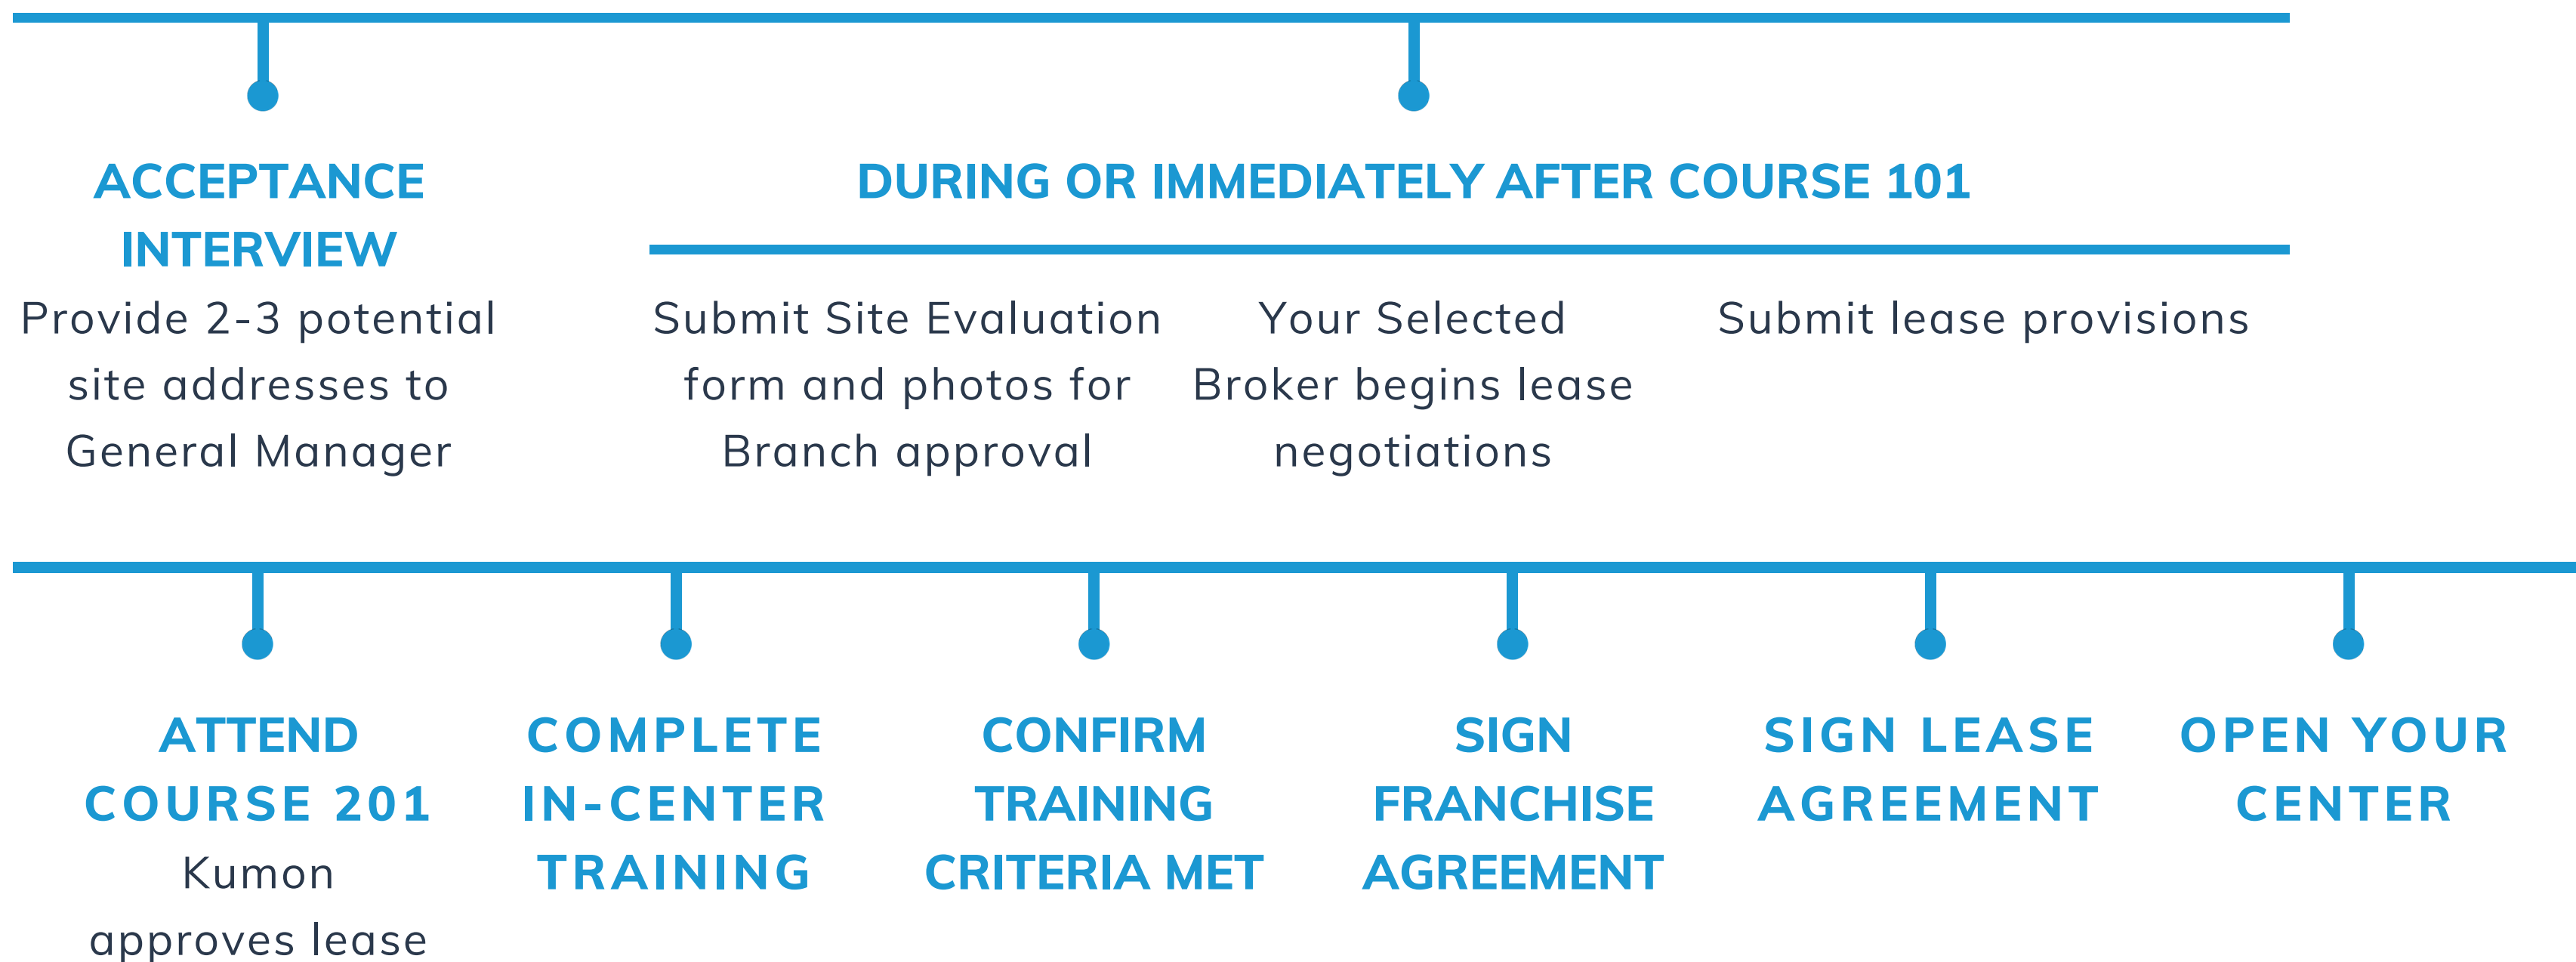 ACCEPTANCE
INTERVIEW
Provide 2-3 potential
site addresses to
General Manager
DURING OR IMMEDIATELY AFTER COURSE 101
Submit Site Evaluation
form and photos for
Branch approval
Your Selected
Broker begins lease
negotiations
Submit lease provisions
ATTEND
COURSE 201
Kumon
approves lease
COMPLETE
IN-CENTER
TRAINING
CONFIRM
TRAINING
CRITERIA MET
SIGN
FRANCHISE
AGREEMENT
SIGN LEASE
AGREEMENT
OPEN YOUR
CENTER